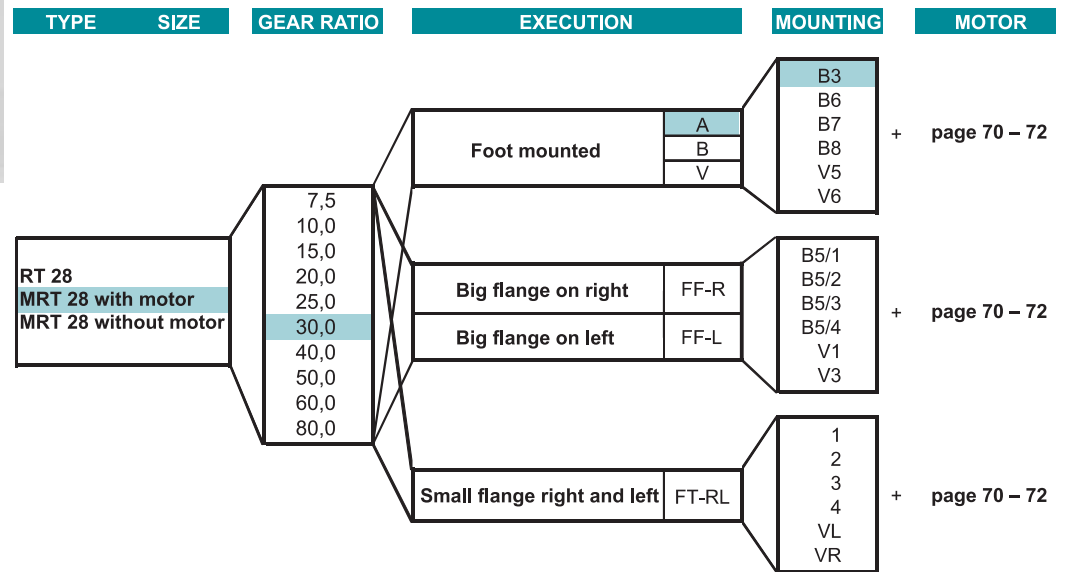 TYPE SIZE GEAR RATIO EXECUTION MOUNTING MOTOR
RT 28
MRT 28 with motor
MRT 28 without motor
7,5
10,0
15,0
20,0
25,0
30,0
40,0
50,0
60,0
80,0
Foot mounted
A
B
V
B3
B6
B7
B8
V5
V6
+ page 70 – 72
Big flange on right FF-R
Big flange on left FF-L
B5/1
B5/2
B5/3
B5/4
V1
V3
+ page 70 – 72
Small flange right and left FT-RL
1
2
3
4
VL
VR
+ page 70 – 72